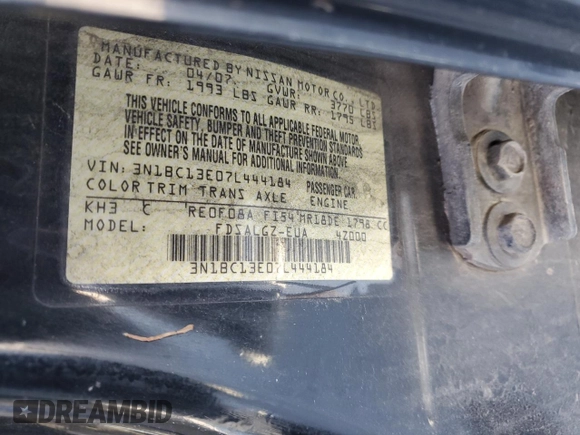 MANUFACTURED BY NISSAN MOTOR CO., LTD.
DATE: 04/07 GVWR: 3770 LBS
GAWR FR: 1993 LBS GAWR RR: 1795 LBS
THIS VEHICLE CONFORMS TO ALL APPLICABLE FEDERAL MOTOR
VEHICLE SAFETY, BUMPER AND THEFT PREVENTION STANDARDS
IN EFFECT ON THE DATE OF MANUFACTURE SHOWN ABOVE.
SEE OWNER'S MANUAL FOR ADDITIONAL INFORMATION
VIN: 3N1BC13E07L444184 PASSENGER CAR
COLOR TRIM TRANS AXLE ENGINE
KH3 C RE0F08A FI54 MR18DE 1798 CC
MODEL: FDSALGZ-EUA 4Z000
3N1BC13E07L444184
DREAMBID